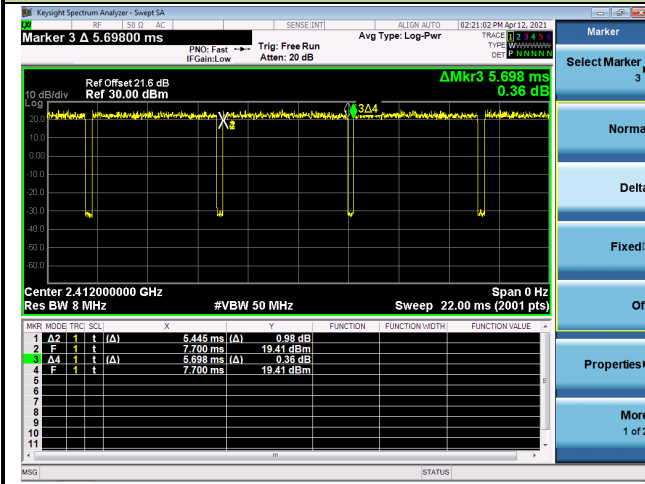 Keysight Spectrum Analyzer - Swept SA
RF 50 Ω AC SENSE:INT ALIGN AUTO 02:21:02 PM Apr 12, 2021
Marker 3 Δ 5.69800 ms
PNO: Fast
IFGain:Low
Trig: Free Run
Atten: 20 dB
Avg Type: Log-Pwr
TRACE 1 2 3 4 5 6
TYPE WWWWWW
DET P N N N N N
ΔMkr3 5.698 ms
0.36 dB
Ref Offset 21.6 dB
10 dB/div Ref 30.00 dBm
Log
20.0
10.0
0.00
-10.0
-20.0
-30.0
-40.0
-50.0
-60.0
3Δ4
2
Center 2.412000000 GHz Span 0 Hz
Res BW 8 MHz #VBW 50 MHz Sweep 22.00 ms (2001 pts)
MKR MODE TRC SCL X Y FUNCTION FUNCTION WIDTH FUNCTION VALUE
1 Δ2 1 t (Δ) 5.445 ms (Δ) 0.98 dB
2 F 1 t 7.700 ms 19.41 dBm
3 Δ4 1 t (Δ) 5.698 ms (Δ) 0.36 dB
4 F 1 t 7.700 ms 19.41 dBm
5
6
7
8
9
10
11
MSG STATUS
Marker
Select Marker
3
Norma
Delta
Fixed
Of
Properties
More
1 of 2